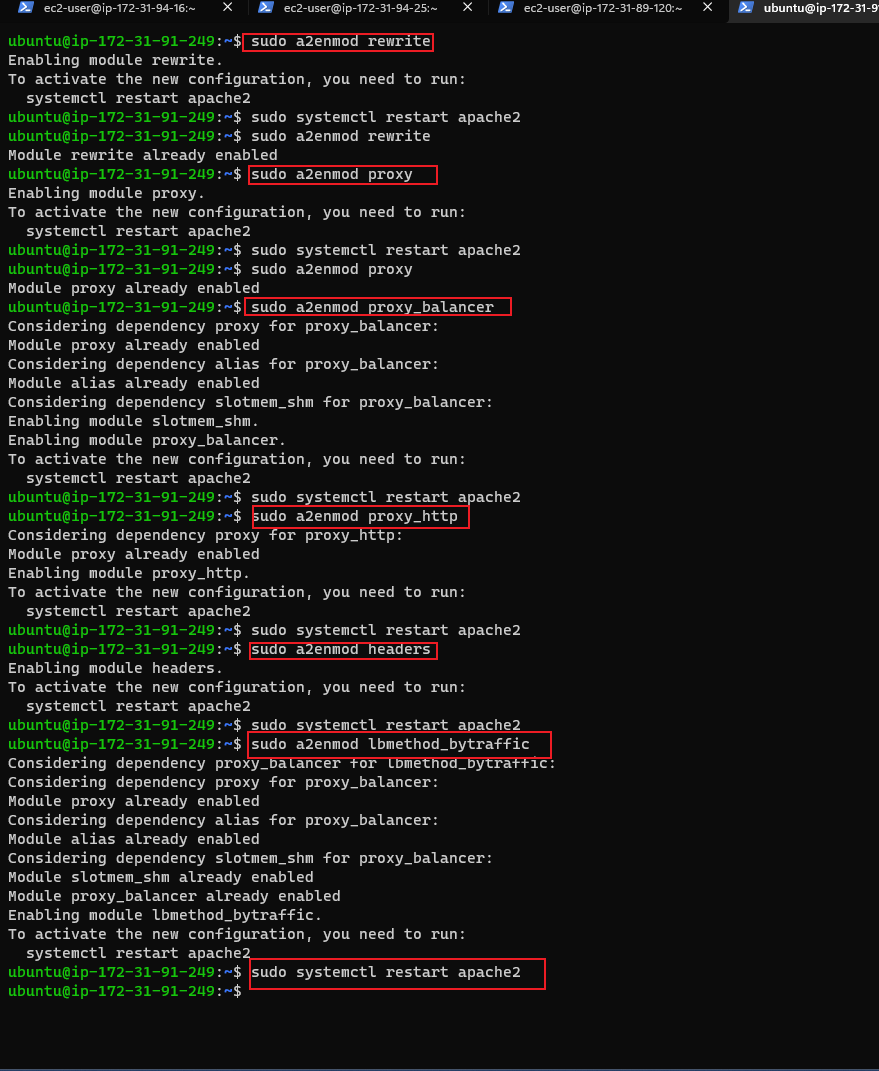 ec2-user@ip-172-31-94-16:~ ec2-user@ip-172-31-94-25:~ ec2-user@ip-172-31-89-120:~ ubuntu@ip-172-31-9
ubuntu@ip-172-31-91-249:~$ sudo a2enmod rewrite
Enabling module rewrite.
To activate the new configuration, you need to run:
  systemctl restart apache2
ubuntu@ip-172-31-91-249:~$ sudo systemctl restart apache2
ubuntu@ip-172-31-91-249:~$ sudo a2enmod rewrite
Module rewrite already enabled
ubuntu@ip-172-31-91-249:~$ sudo a2enmod proxy
Enabling module proxy.
To activate the new configuration, you need to run:
  systemctl restart apache2
ubuntu@ip-172-31-91-249:~$ sudo systemctl restart apache2
ubuntu@ip-172-31-91-249:~$ sudo a2enmod proxy
Module proxy already enabled
ubuntu@ip-172-31-91-249:~$ sudo a2enmod proxy_balancer
Considering dependency proxy for proxy_balancer:
Module proxy already enabled
Considering dependency alias for proxy_balancer:
Module alias already enabled
Considering dependency slotmem_shm for proxy_balancer:
Enabling module slotmem_shm.
Enabling module proxy_balancer.
To activate the new configuration, you need to run:
  systemctl restart apache2
ubuntu@ip-172-31-91-249:~$ sudo systemctl restart apache2
ubuntu@ip-172-31-91-249:~$ sudo a2enmod proxy_http
Considering dependency proxy for proxy_http:
Module proxy already enabled
Enabling module proxy_http.
To activate the new configuration, you need to run:
  systemctl restart apache2
ubuntu@ip-172-31-91-249:~$ sudo systemctl restart apache2
ubuntu@ip-172-31-91-249:~$ sudo a2enmod headers
Enabling module headers.
To activate the new configuration, you need to run:
  systemctl restart apache2
ubuntu@ip-172-31-91-249:~$ sudo systemctl restart apache2
ubuntu@ip-172-31-91-249:~$ sudo a2enmod lbmethod_bytraffic
Considering dependency proxy_balancer for lbmethod_bytraffic:
Considering dependency proxy for proxy_balancer:
Module proxy already enabled
Considering dependency alias for proxy_balancer:
Module alias already enabled
Considering dependency slotmem_shm for proxy_balancer:
Module slotmem_shm already enabled
Module proxy_balancer already enabled
Enabling module lbmethod_bytraffic.
To activate the new configuration, you need to run:
  systemctl restart apache2
ubuntu@ip-172-31-91-249:~$ sudo systemctl restart apache2
ubuntu@ip-172-31-91-249:~$